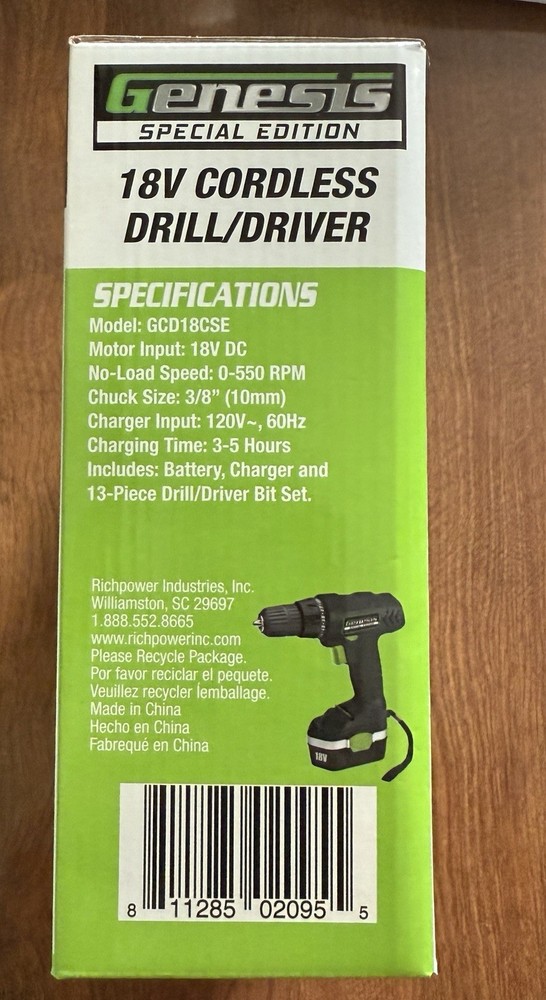 Genesis
SPECIAL EDITION
18V CORDLESS
DRILL/DRIVER
SPECIFICATIONS
Model: GCD18CSE
Motor Input: 18V DC
No-Load Speed: 0-550 RPM
Chuck Size: 3/8” (10mm)
Charger Input: 120V~, 60Hz
Charging Time: 3-5 Hours
Includes: Battery, Charger and
13-Piece Drill/Driver Bit Set.
Richpower Industries, Inc.
Williamston, SC 29697
1.888.552.8665
www.richpowerinc.com
Please Recycle Package.
Por favor reciclar el pequete.
Veuillez recycler lemballage.
Made in China
Hecho en China
Fabrequé en China
Genesis
18V
8 11285 02095 5